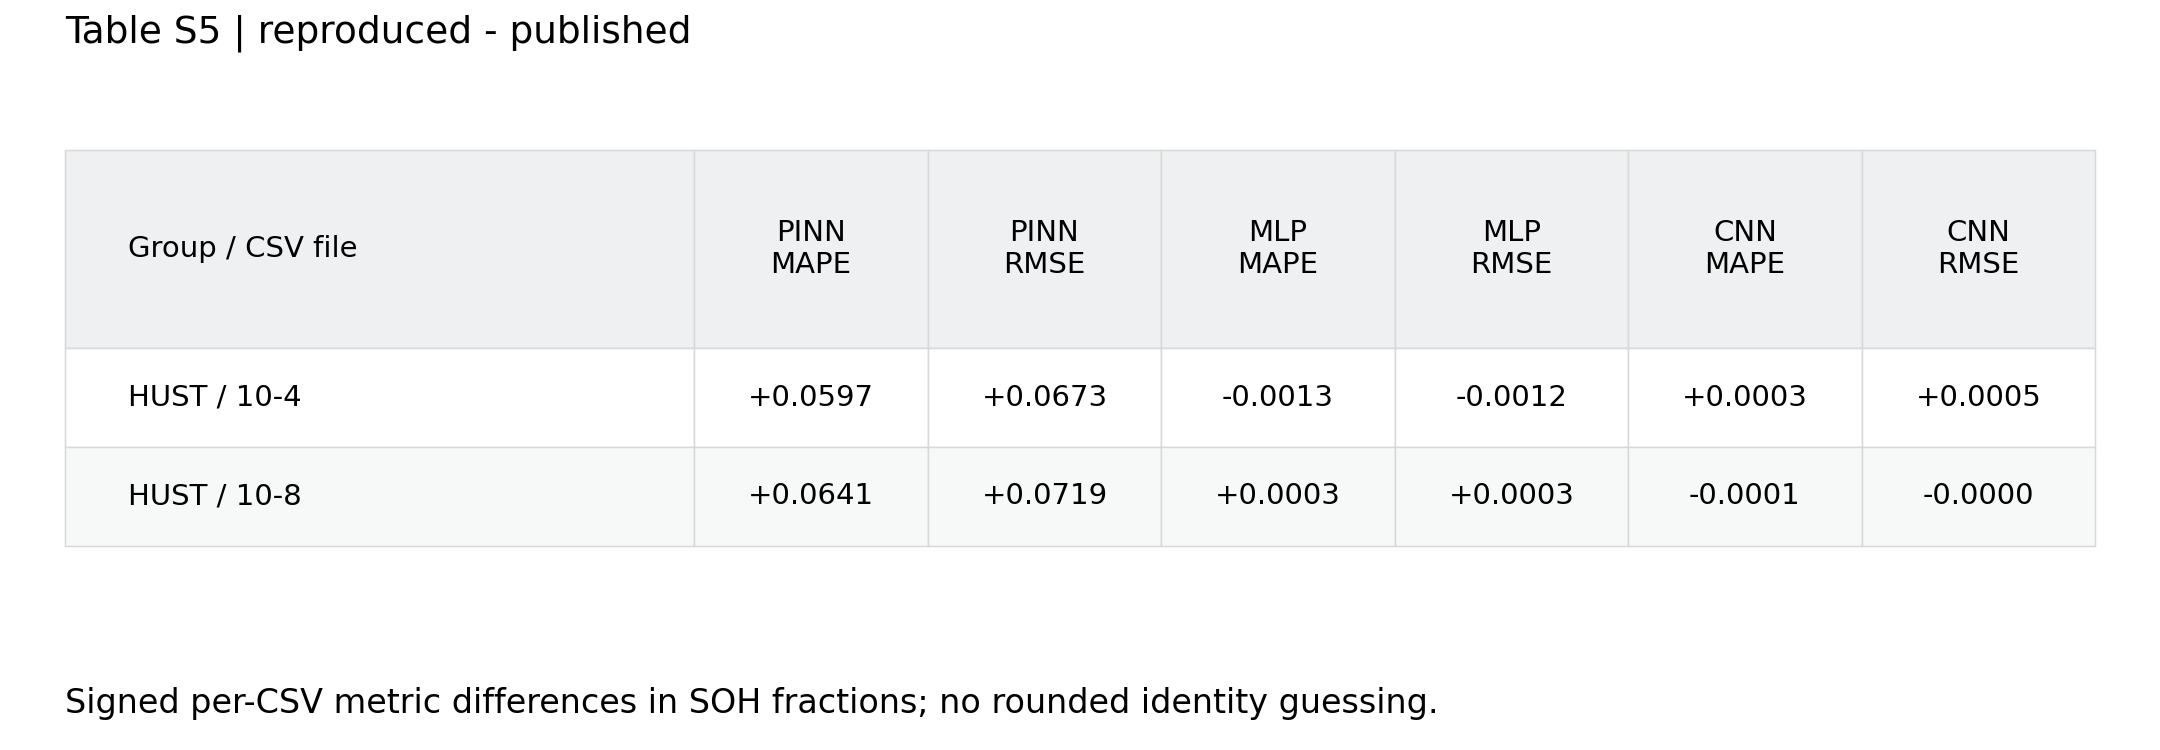 Table S5 | reproduced - published
Group / CSV file PINN MAPE PINN RMSE MLP MAPE MLP RMSE CNN MAPE CNN RMSE
HUST / 10-4 +0.0597 +0.0673 -0.0013 -0.0012 +0.0003 +0.0005
HUST / 10-8 +0.0641 +0.0719 +0.0003 +0.0003 -0.0001 -0.0000
Signed per-CSV metric differences in SOH fractions; no rounded identity guessing.